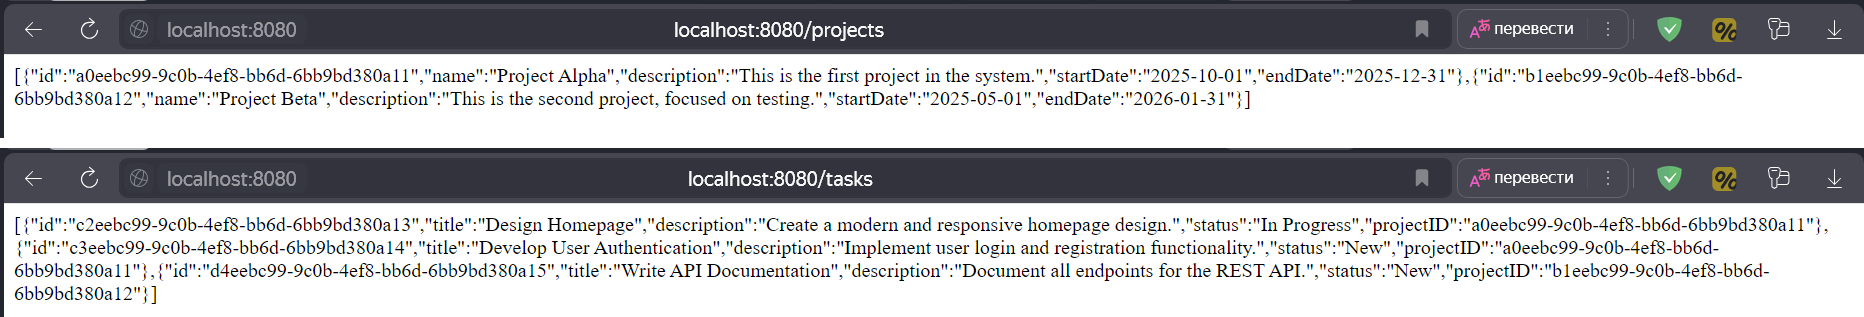 localhost:8080 localhost:8080/projects перевести
[{"id":"a0eebc99-9c0b-4ef8-bb6d-6bb9bd380a11","name":"Project Alpha","description":"This is the first project in the system.","startDate":"2025-10-01","endDate":"2025-12-31"},{"id":"b1eebc99-9c0b-4ef8-bb6d-
6bb9bd380a12","name":"Project Beta","description":"This is the second project, focused on testing.","startDate":"2025-05-01","endDate":"2026-01-31"}]
localhost:8080 localhost:8080/tasks перевести
[{"id":"c2eebc99-9c0b-4ef8-bb6d-6bb9bd380a13","title":"Design Homepage","description":"Create a modern and responsive homepage design.","status":"In Progress","projectID":"a0eebc99-9c0b-4ef8-bb6d-6bb9bd380a11"},
{"id":"c3eebc99-9c0b-4ef8-bb6d-6bb9bd380a14","title":"Develop User Authentication","description":"Implement user login and registration functionality.","status":"New","projectID":"a0eebc99-9c0b-4ef8-bb6d-
6bb9bd380a11"},{"id":"d4eebc99-9c0b-4ef8-bb6d-6bb9bd380a15","title":"Write API Documentation","description":"Document all endpoints for the REST API.","status":"New","projectID":"b1eebc99-9c0b-4ef8-bb6d-
6bb9bd380a12"}]